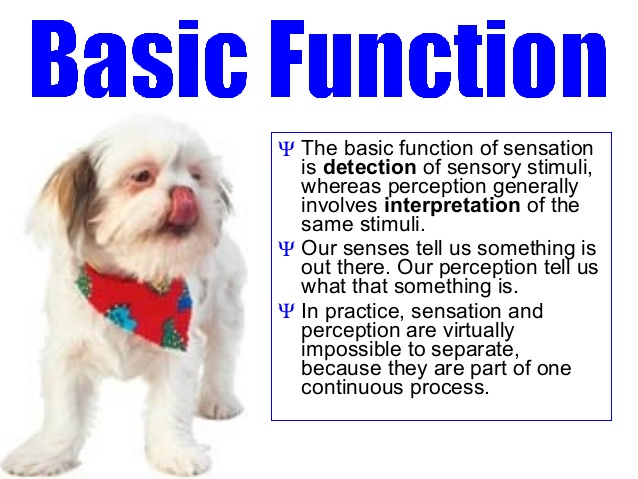 Basic Function
Ψ The basic function of sensation
is detection of sensory stimuli,
whereas perception generally
involves interpretation of the
same stimuli.
Ψ Our senses tell us something is
out there. Our perception tell us
what that something is.
Ψ In practice, sensation and
perception are virtually
impossible to separate,
because they are part of one
continuous process.